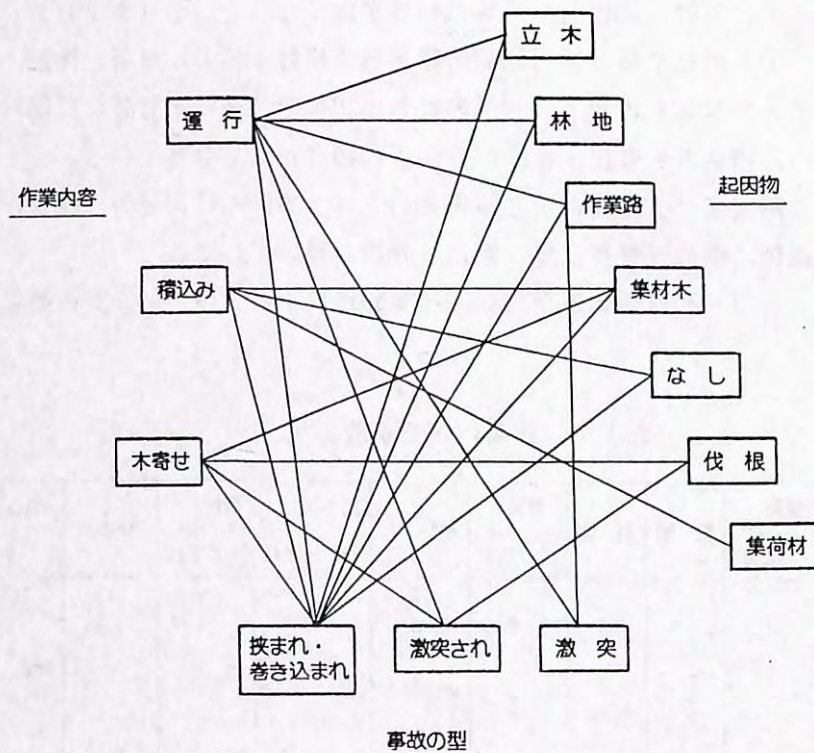 立 木
運 行
林 地
作業内容
起因物
作業路
積込み
集材木
な し
木寄せ
伐 根
集荷材
挟まれ・
巻き込まれ
激突され
激 突
事故の型